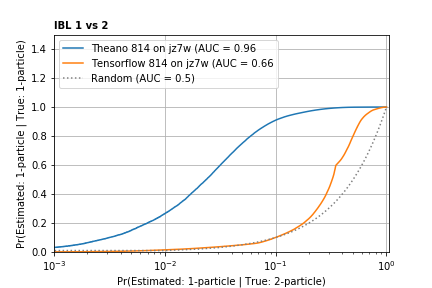 IBL 1 vs 2
Pr(Estimated: 1-particle | True: 1-particle)
1.4
1.2
1.0
0.8
0.6
0.4
0.2
0.0
Theano 814 on jz7w (AUC = 0.96
Tensorflow 814 on jz7w (AUC = 0.66
Random (AUC = 0.5)
10⁻³
10⁻²
10⁻¹
10⁰
Pr(Estimated: 1-particle | True: 2-particle)